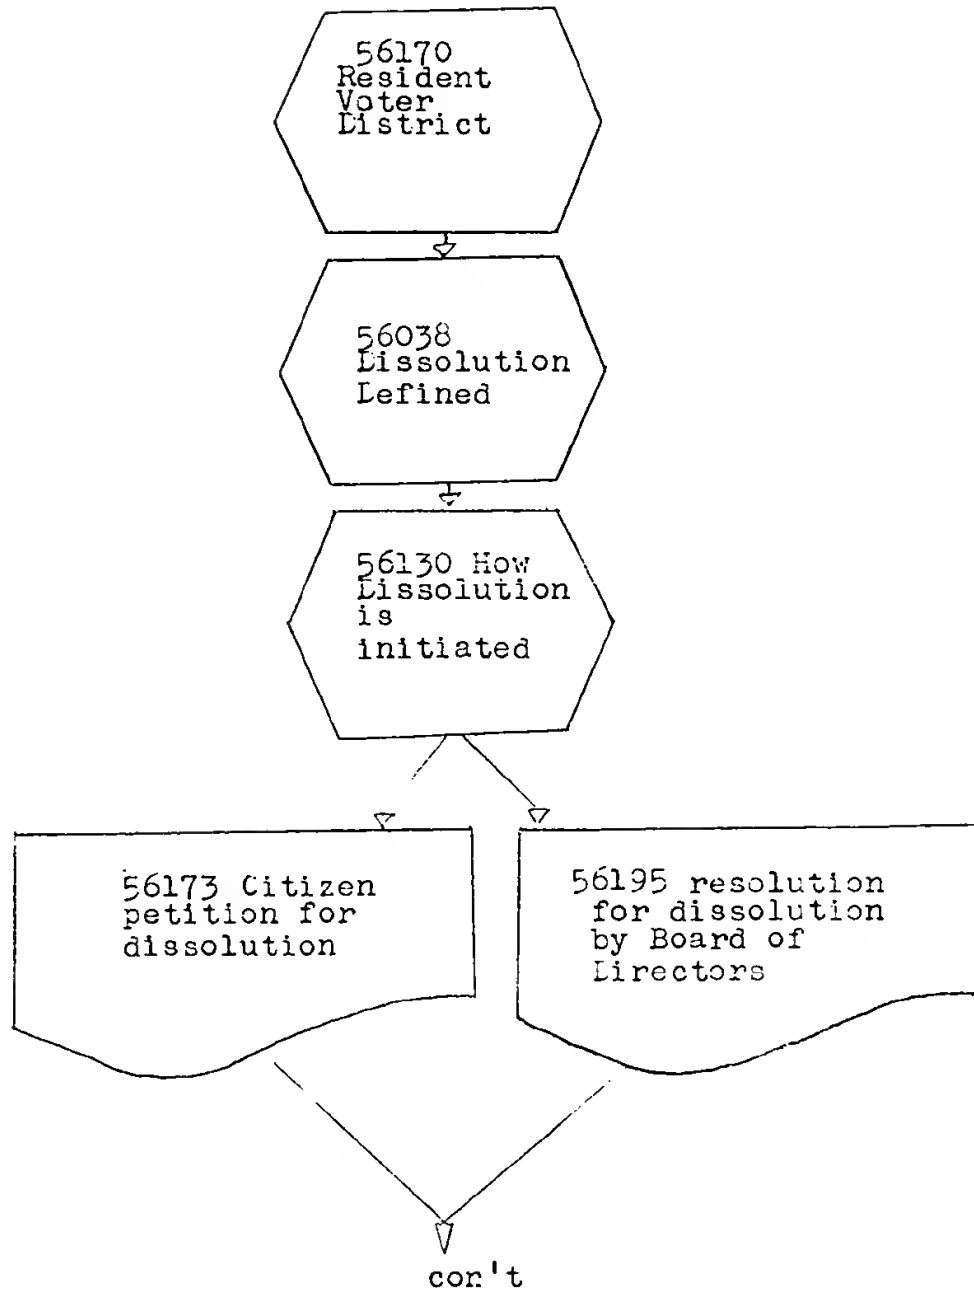 56170
Resident
Voter
District
56038
Dissolution
Defined
56130 How
Dissolution
is
initiated
56173 Citizen
petition for
dissolution
56195 resolution
for dissolution
by Board of
Directors
con't